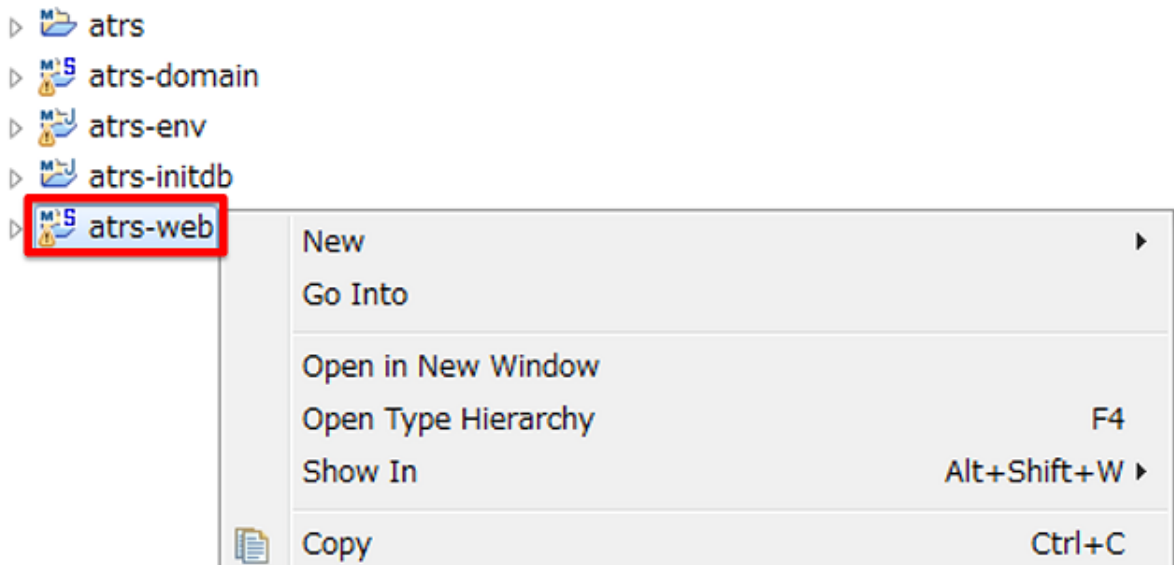 atrs
atrs-domain
atrs-env
atrs-initdb
atrs-web
New
Go Into
Open in New Window
Open Type Hierarchy F4
Show In Alt+Shift+W
Copy Ctrl+C